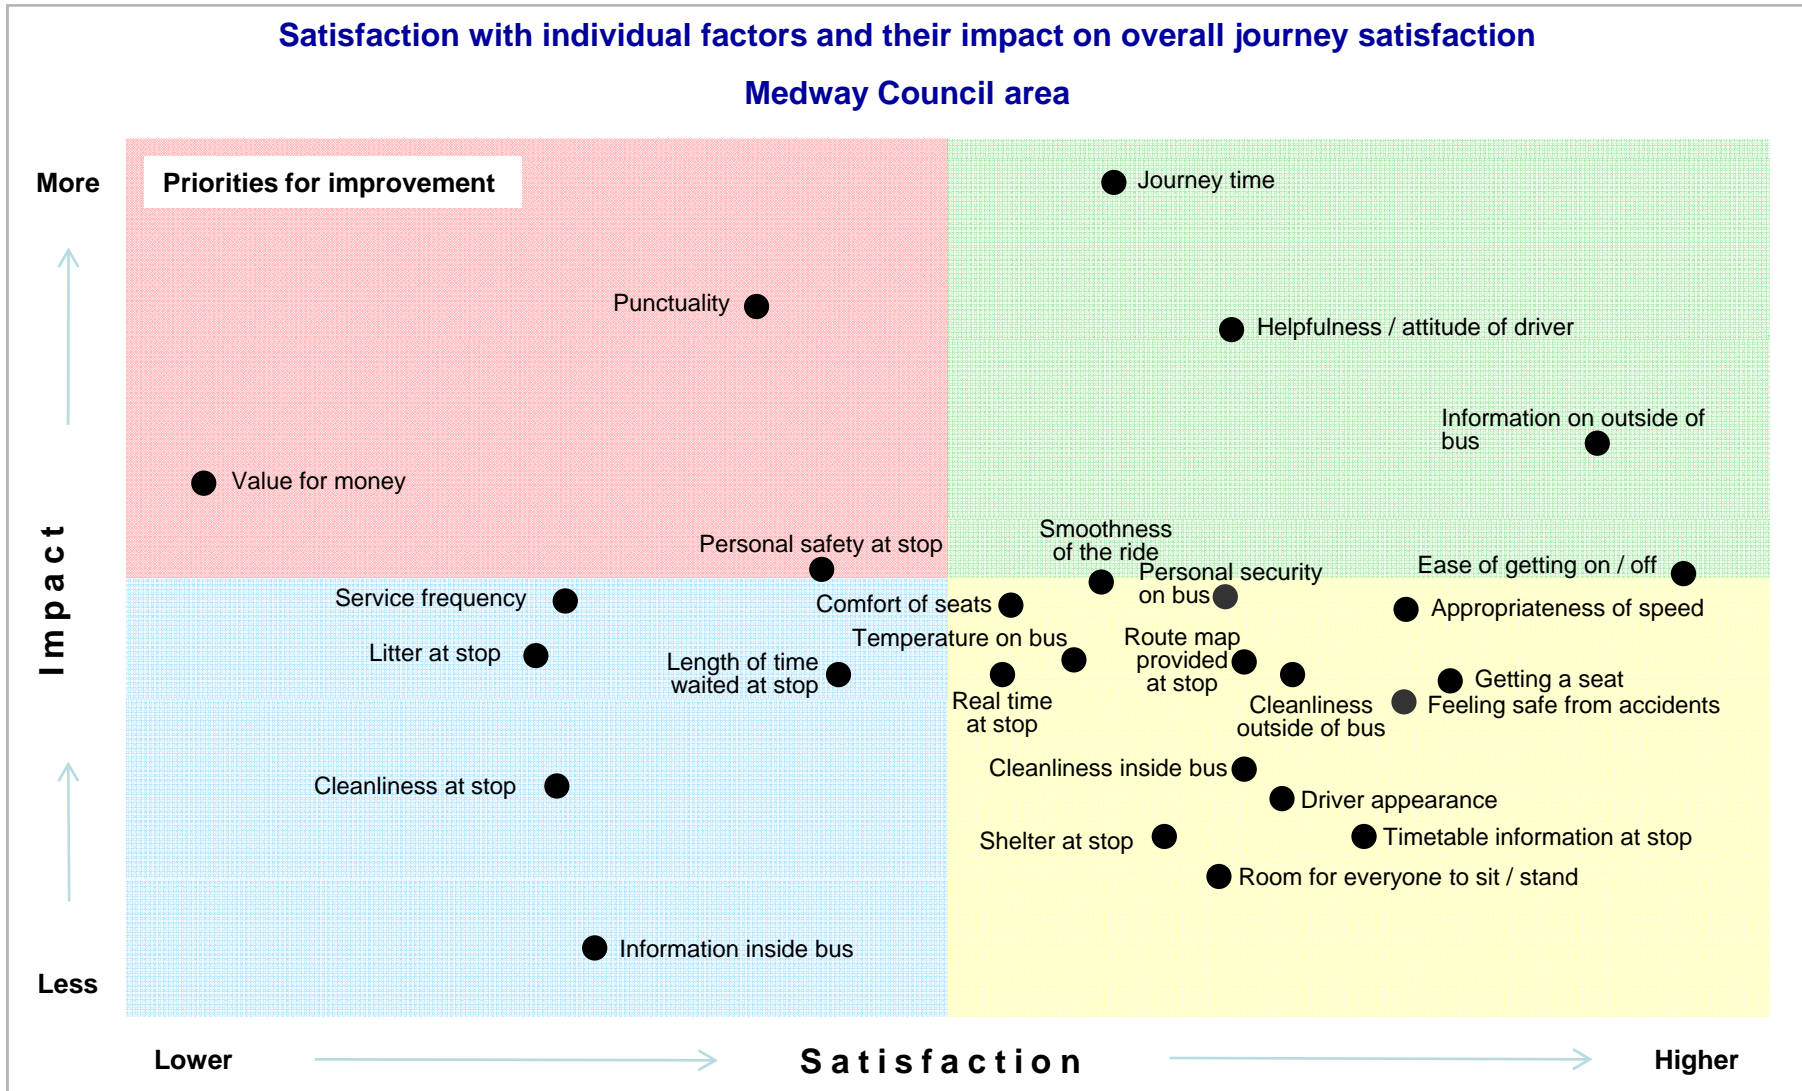 Satisfaction with individual factors and their impact on overall journey satisfaction
Medway Council area
More
Priorities for improvement
Journey time
Punctuality
Helpfulness / attitude of driver
Information on outside of
bus
Value for money
Smoothness
of the ride
Personal safety at stop
Ease of getting on / off
Personal security
on bus
Service frequency
Comfort of seats
Appropriateness of speed
Impact
Litter at stop
Temperature on bus
Route map
provided
at stop
Length of time
waited at stop
Getting a seat
Real time
at stop
Cleanliness
outside of bus
Feeling safe from accidents
Cleanliness inside bus
Cleanliness at stop
Driver appearance
Shelter at stop
Timetable information at stop
Room for everyone to sit / stand
Information inside bus
Less
Lower
Satisfaction
Higher